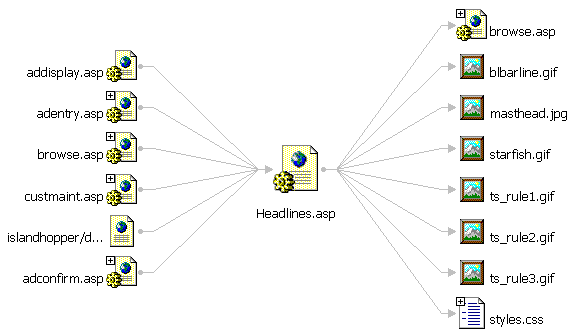 addisplay.asp
adentry.asp
browse.asp
custmaint.asp
islandhopper/d...
adconfirm.asp
Headlines.asp
browse.asp
blbarline.gif
masthead.jpg
starfish.gif
ts_rule1.gif
ts_rule2.gif
ts_rule3.gif
styles.css